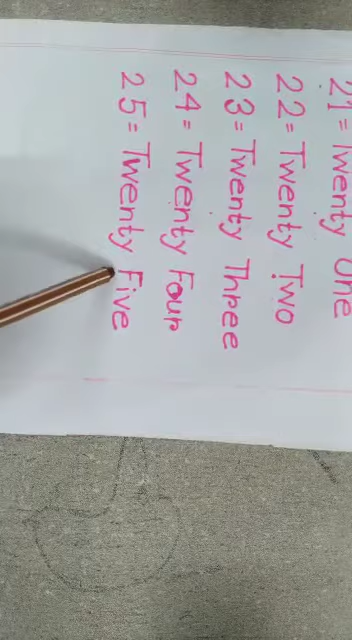 21 = Twenty One
22 = Twenty Two
23 = Twenty Three
24 = Twenty Four
25 = Twenty Five